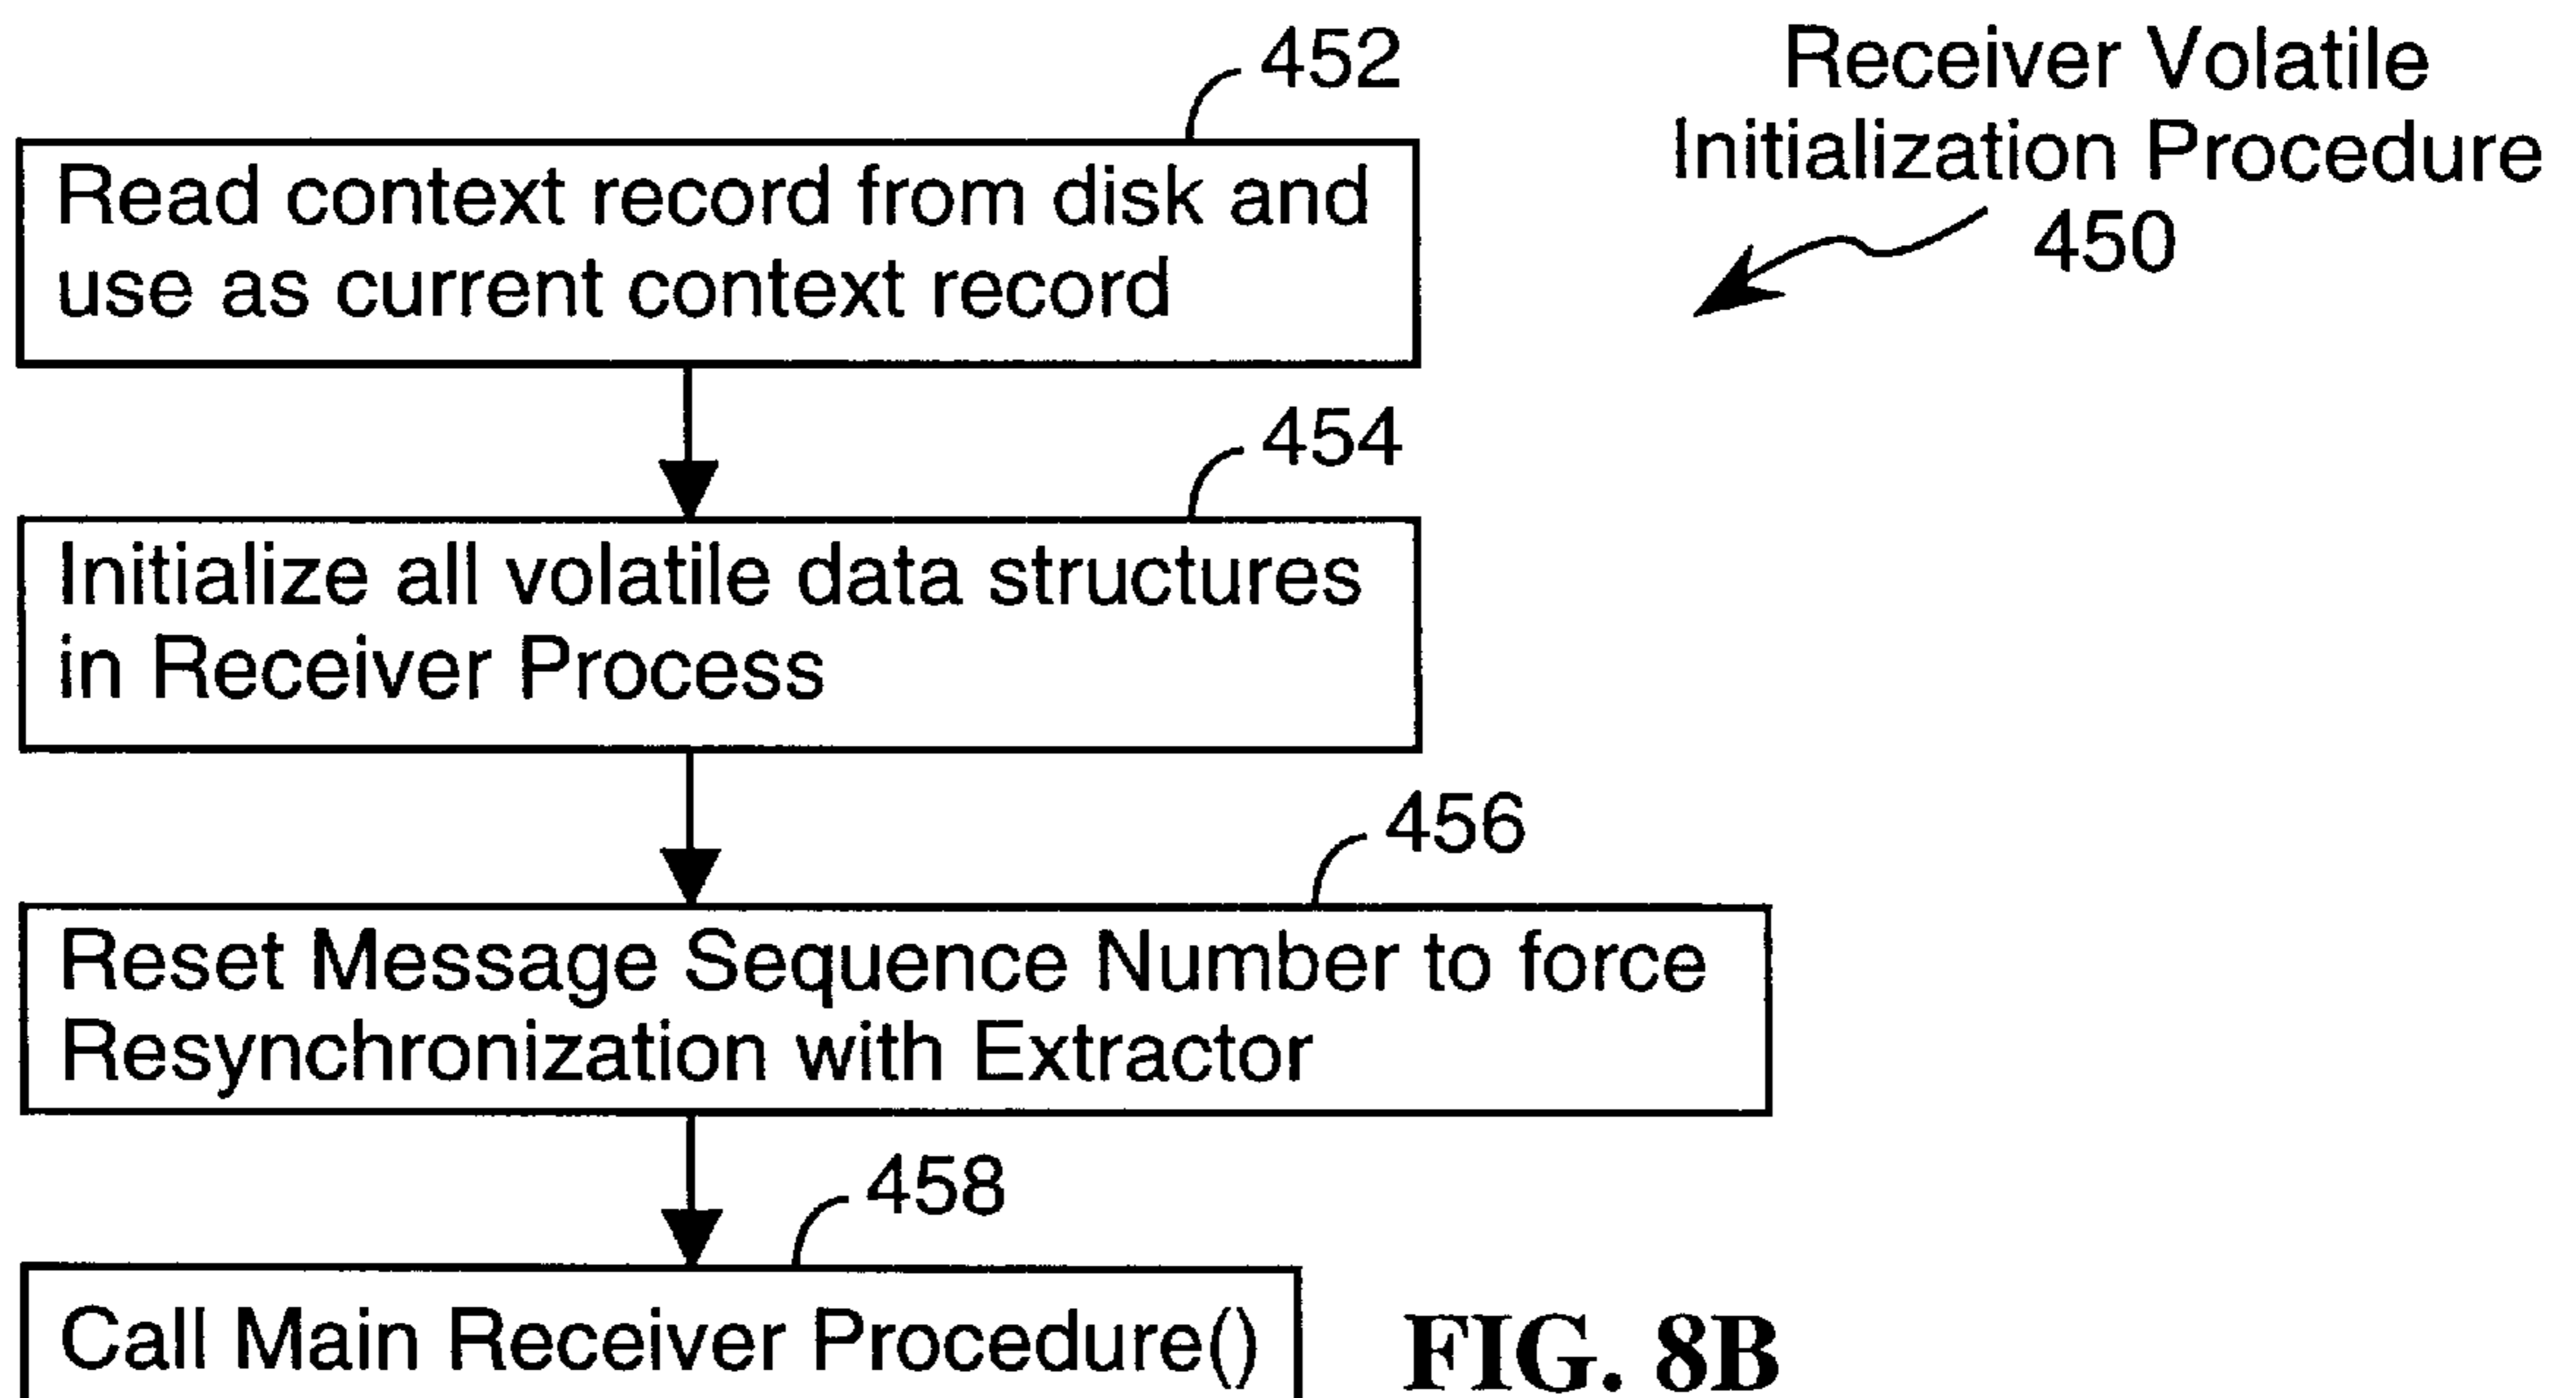 Receiver Volatile
Initialization Procedure
450
452
Read context record from disk and
use as current context record
454
Initialize all volatile data structures
in Receiver Process
456
Reset Message Sequence Number to force
Resynchronization with Extractor
458
Call Main Receiver Procedure()
FIG. 8B